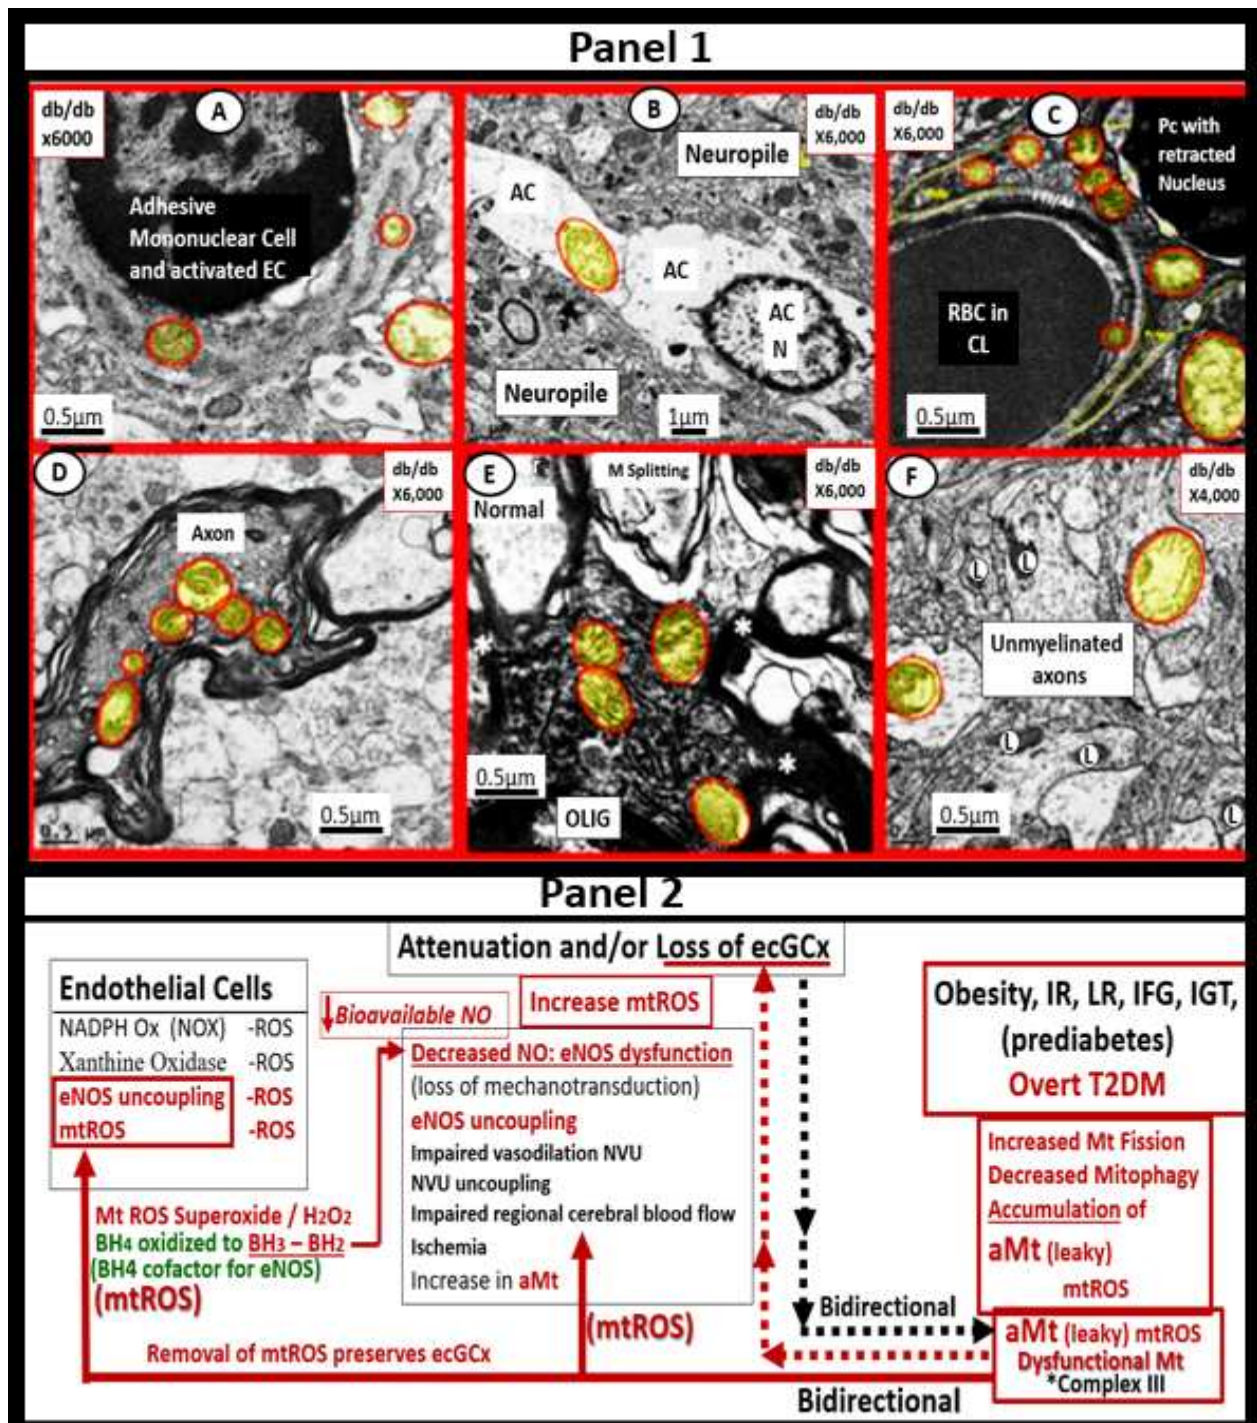 Panel 1
db/db
x6000
A
Adhesive
Mononuclear Cell
and activated EC
0.5µm
B
db/db
X6,000
Neuropile
AC
AC
AC
N
Neuropile
1µm
db/db
X6,000
C
Pc with
retracted
Nucleus
RBC in
CL
0.5µm
D
db/db
X6,000
Axon
0.5 µm
0.5µm
E
M Splitting
db/db
X6,000
Normal
*
*
*
0.5µm
OLIG
F
db/db
X4,000
L
L
Unmyelinated
axons
L
L
L
0.5µm
Panel 2
Attenuation and/or Loss of ecGCx
Endothelial Cells
NADPH Ox (NOX) -ROS
Xanthine Oxidase -ROS
eNOS uncoupling -ROS
mtROS -ROS
↓Bioavailable NO
Increase mtROS
Decreased NO: eNOS dysfunction
(loss of mechanotransduction)
eNOS uncoupling
Impaired vasodilation NVU
NVU uncoupling
Impaired regional cerebral blood flow
Ischemia
Increase in aMt
Obesity, IR, LR, IFG, IGT,
(prediabetes)
Overt T2DM
Increased Mt Fission
Decreased Mitophagy
Accumulation of
aMt (leaky)
mtROS
Mt ROS Superoxide / H2O2
BH4 oxidized to BH3 – BH2
(BH4 cofactor for eNOS)
(mtROS)
(mtROS)
Bidirectional
aMt (leaky) mtROS
Dysfunctional Mt
*Complex III
Removal of mtROS preserves ecGCx
Bidirectional